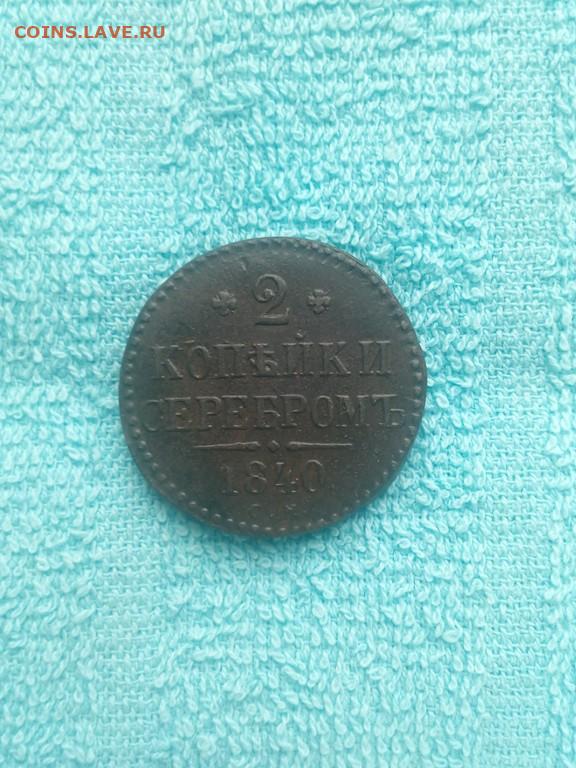 COINS.LAVE.RU
2
КОПѢЙКИ
СЕРЕБРОМЪ
1840